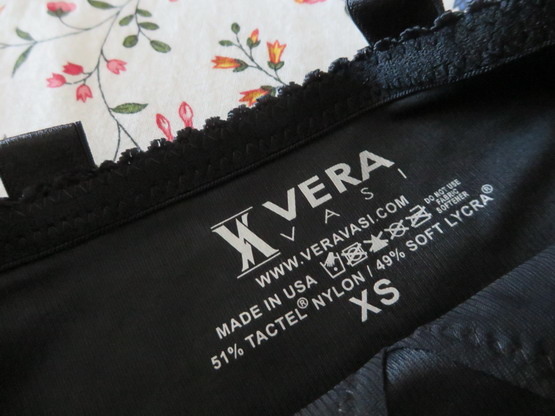 VERA
VASI
WWW.VERAVASI.COM
MADE IN USA
DO NOT USE
FABRIC
SOFTENER
51% TACTEL® NYLON / 49% SOFT LYCRA®
XS